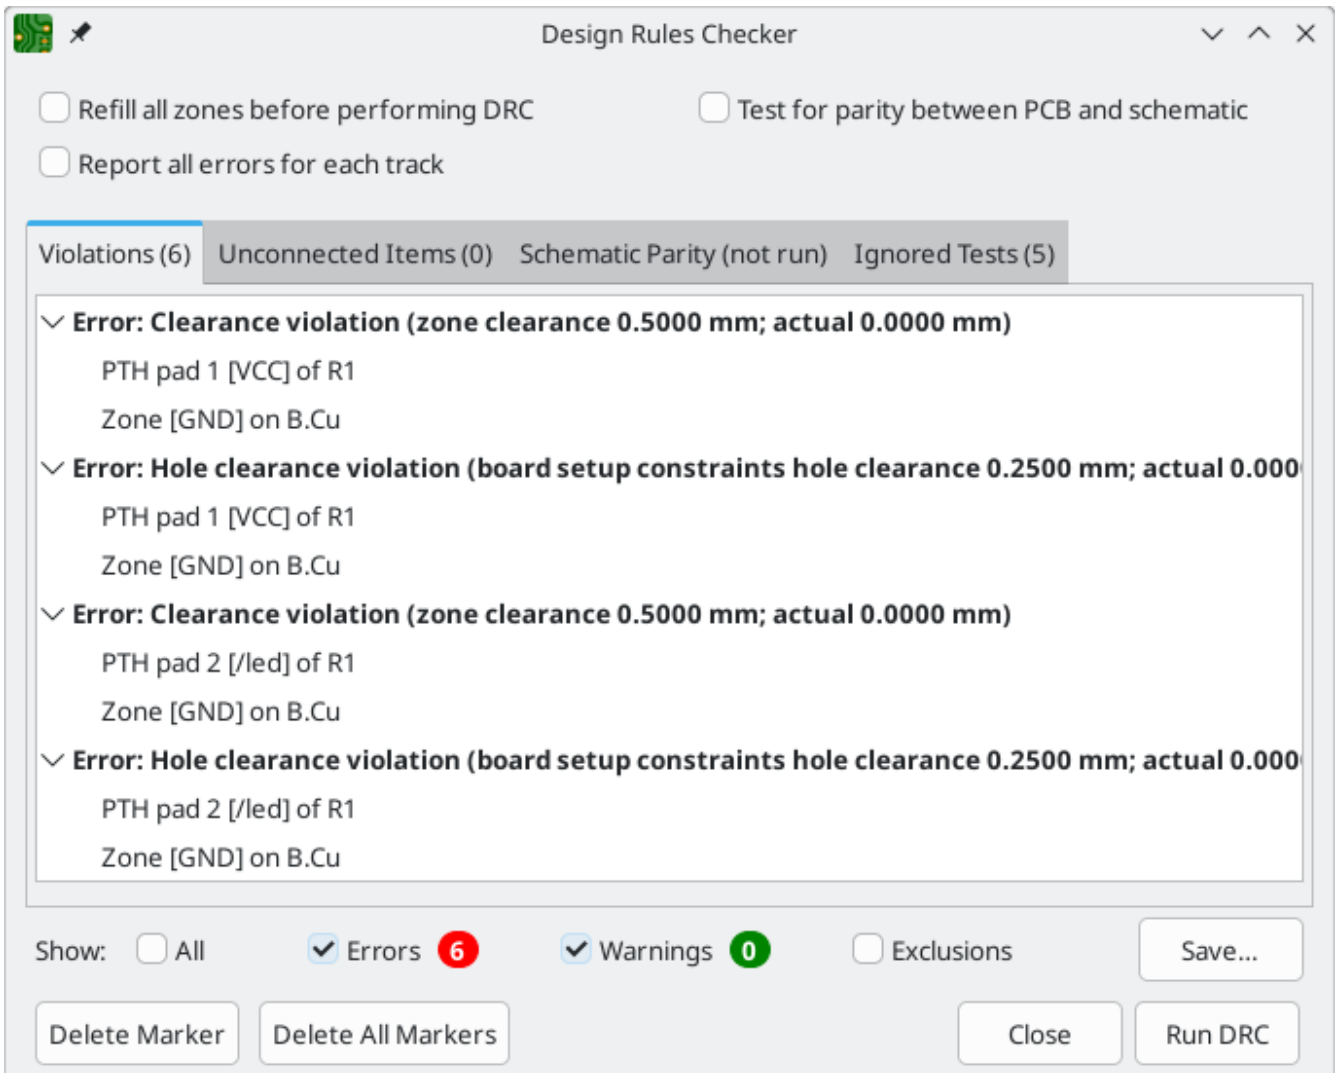 Design Rules Checker
Refill all zones before performing DRC
Test for parity between PCB and schematic
Report all errors for each track
Violations (6) Unconnected Items (0) Schematic Parity (not run) Ignored Tests (5)
Error: Clearance violation (zone clearance 0.5000 mm; actual 0.0000 mm)
PTH pad 1 [VCC] of R1
Zone [GND] on B.Cu
Error: Hole clearance violation (board setup constraints hole clearance 0.2500 mm; actual 0.000
PTH pad 1 [VCC] of R1
Zone [GND] on B.Cu
Error: Clearance violation (zone clearance 0.5000 mm; actual 0.0000 mm)
PTH pad 2 [/led] of R1
Zone [GND] on B.Cu
Error: Hole clearance violation (board setup constraints hole clearance 0.2500 mm; actual 0.000
PTH pad 2 [/led] of R1
Zone [GND] on B.Cu
Show: All Errors 6 Warnings 0 Exclusions Save...
Delete Marker Delete All Markers Close Run DRC